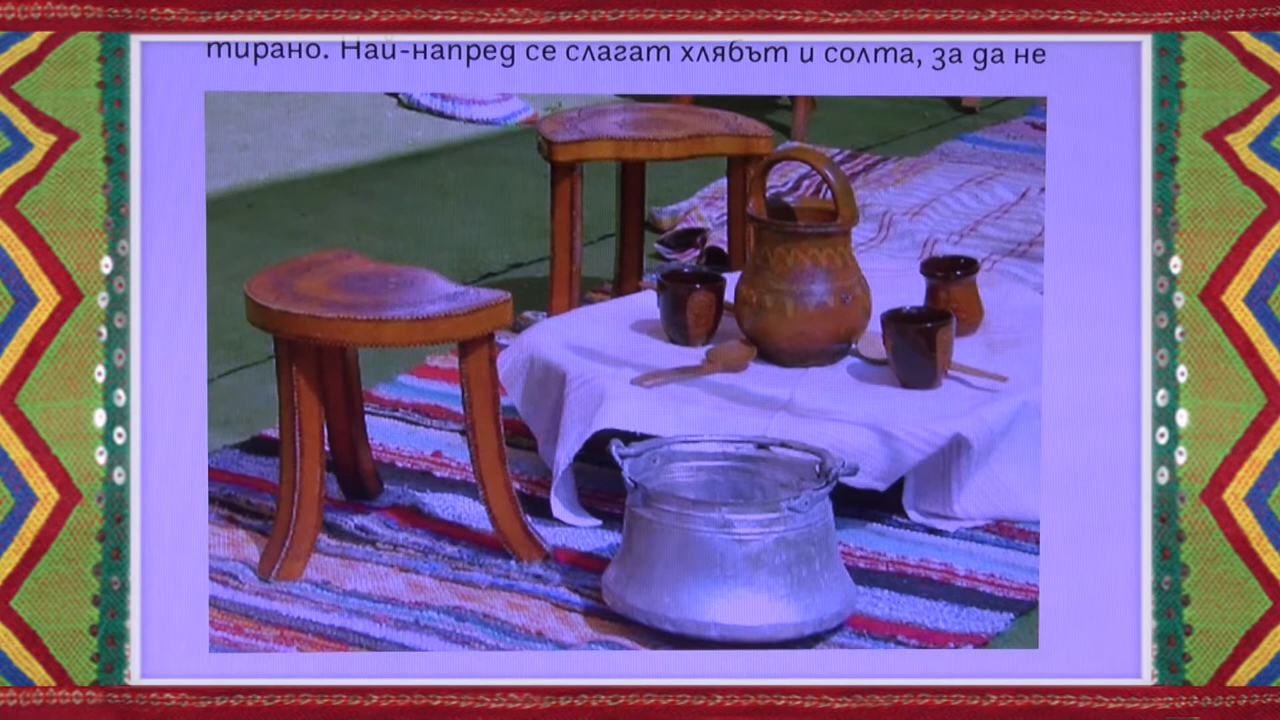 тирано. Най-напред се слагат хлябът и солта, за да не